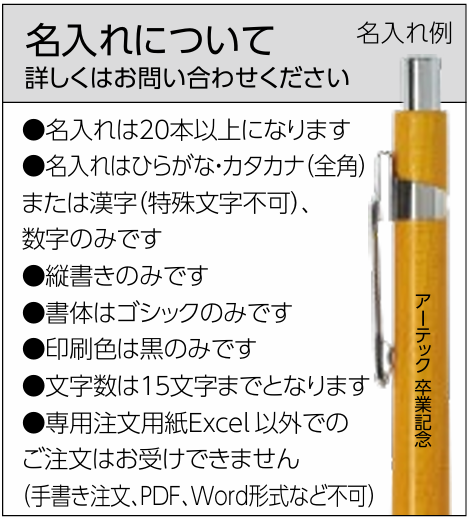 名入れについて
詳しくはお問い合わせください
名入れ例
●名入れは20本以上になります
●名入れはひらがな・カタカナ(全角)
または漢字(特殊文字不可)、
数字のみです
●縦書きのみです
●書体はゴシックのみです
●印刷色は黒のみです
●文字数は15文字までとなります
●専用注文用紙Excel以外での
ご注文はお受けできません
(手書き注文、PDF、Word形式など不可)
アーテック 卒業記念